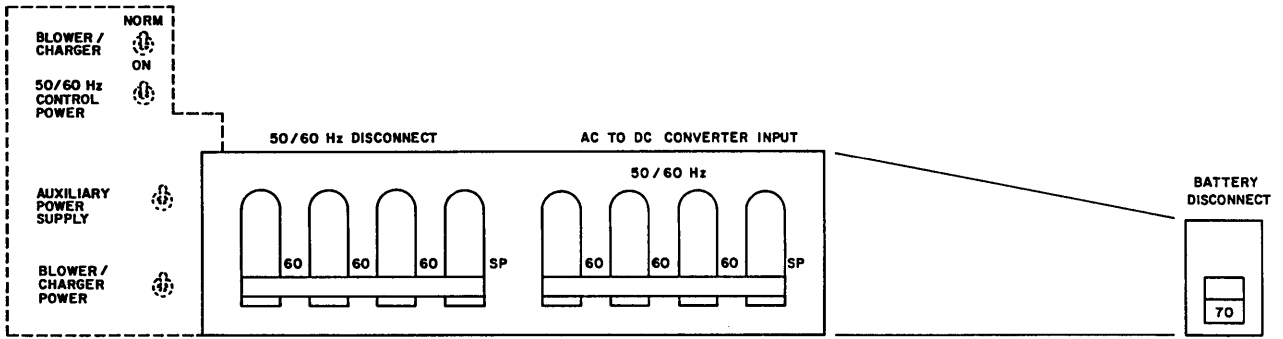 NORM
BLOWER /
CHARGER
ON
50/60 Hz
CONTROL
POWER
50/60 Hz DISCONNECT
AC TO DC CONVERTER INPUT
50/60 Hz
AUXILIARY
POWER
SUPPLY
60 60 60 SP
60 60 60 SP
BLOWER /
CHARGER
POWER
BATTERY
DISCONNECT
70